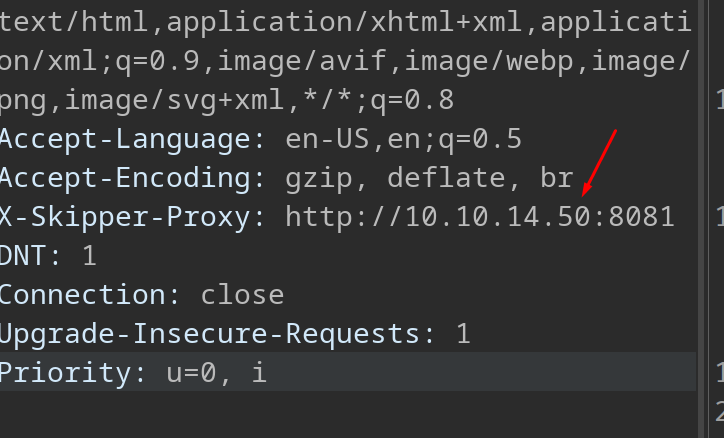 text/html,application/xhtml+xml,applicati
on/xml;q=0.9,image/avif,image/webp,image/
png,image/svg+xml,*/*;q=0.8
Accept-Language: en-US,en;q=0.5
Accept-Encoding: gzip, deflate, br
X-Skipper-Proxy: http://10.10.14.50:8081
DNT: 1
Connection: close
Upgrade-Insecure-Requests: 1
Priority: u=0, i